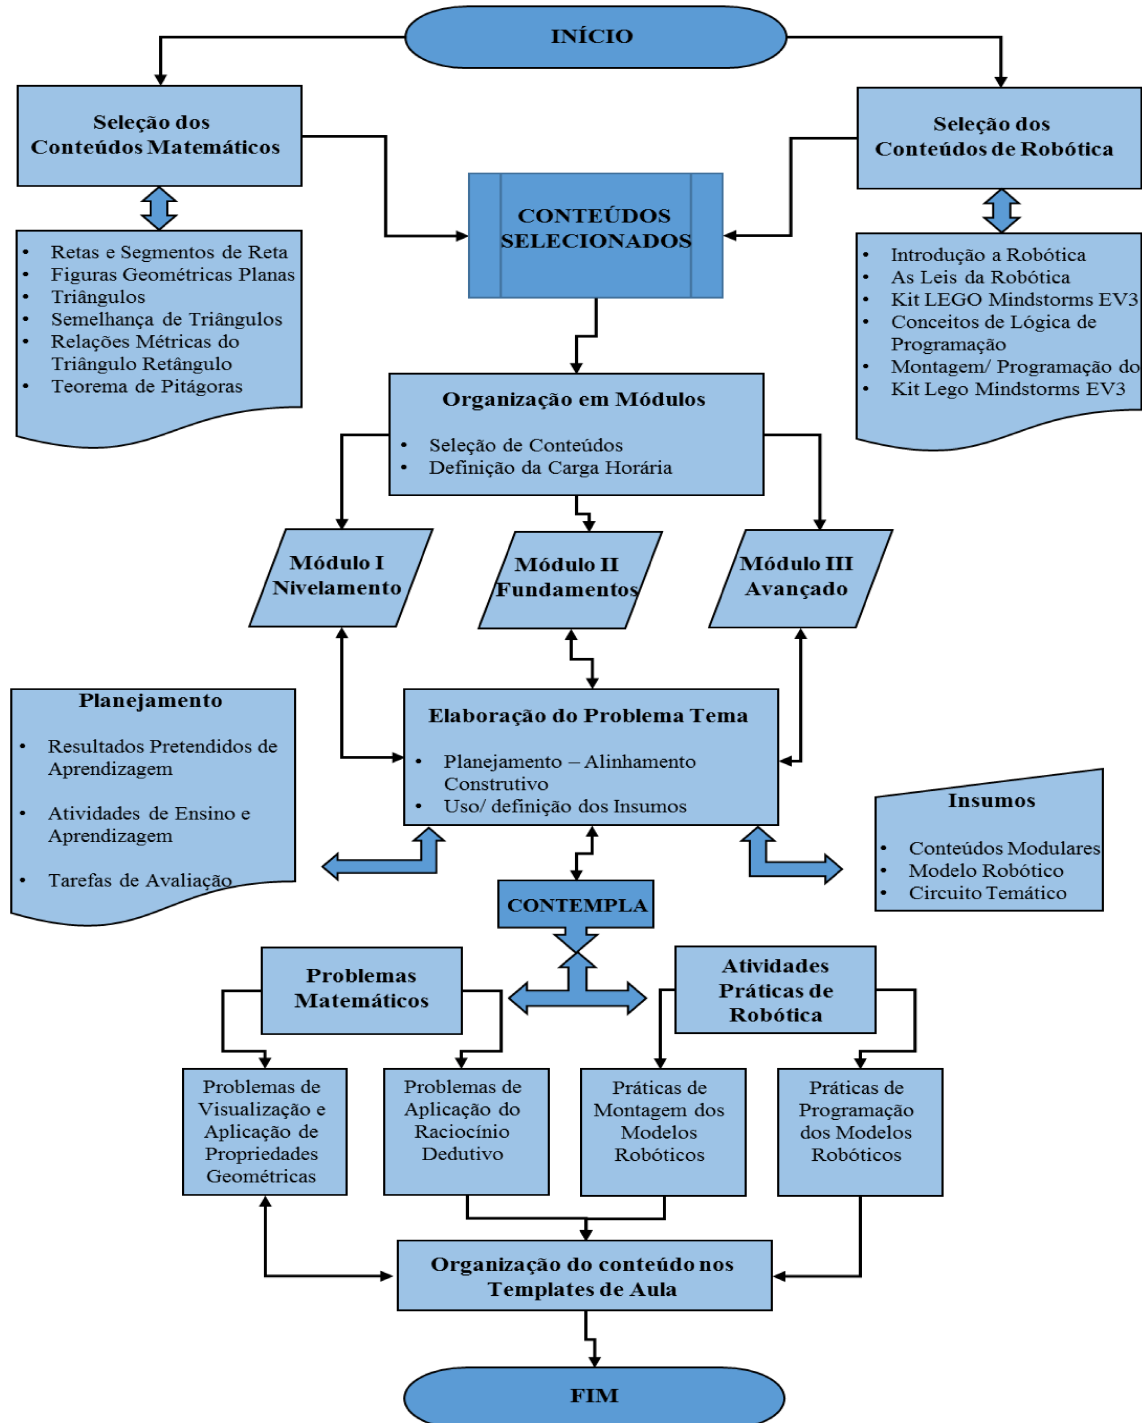 INÍCIO
Seleção dos
Conteúdos Matemáticos
Seleção dos
Conteúdos de Robótica
CONTEÚDOS
SELECIONADOS
• Retas e Segmentos de Reta
• Figuras Geométricas Planas
• Triângulos
• Semelhança de Triângulos
• Relações Métricas do
Triângulo Retângulo
• Teorema de Pitágoras
• Introdução a Robótica
• As Leis da Robótica
• Kit LEGO Mindstorms EV3
• Conceitos de Lógica de
Programação
• Montagem/ Programação do
• Kit Lego Mindstorms EV3
Organização em Módulos
• Seleção de Conteúdos
• Definição da Carga Horária
Módulo I
Nivelamento
Módulo II
Fundamentos
Módulo III
Avançado
Planejamento
• Resultados Pretendidos de
Aprendizagem
• Atividades de Ensino e
Aprendizagem
• Tarefas de Avaliação
Elaboração do Problema Tema
• Planejamento – Alinhamento
Construtivo
• Uso/ definição dos Insumos
Insumos
• Conteúdos Modulares
• Modelo Robótico
• Circuito Temático
CONTEMPLA
Problemas
Matemáticos
Atividades
Práticas de
Robótica
Problemas de
Visualização e
Aplicação de
Propriedades
Geométricas
Problemas de
Aplicação do
Raciocínio
Dedutivo
Práticas de
Montagem dos
Modelos
Robóticos
Práticas de
Programação
dos Modelos
Robóticos
Organização do conteúdo nos
Templates de Aula
FIM